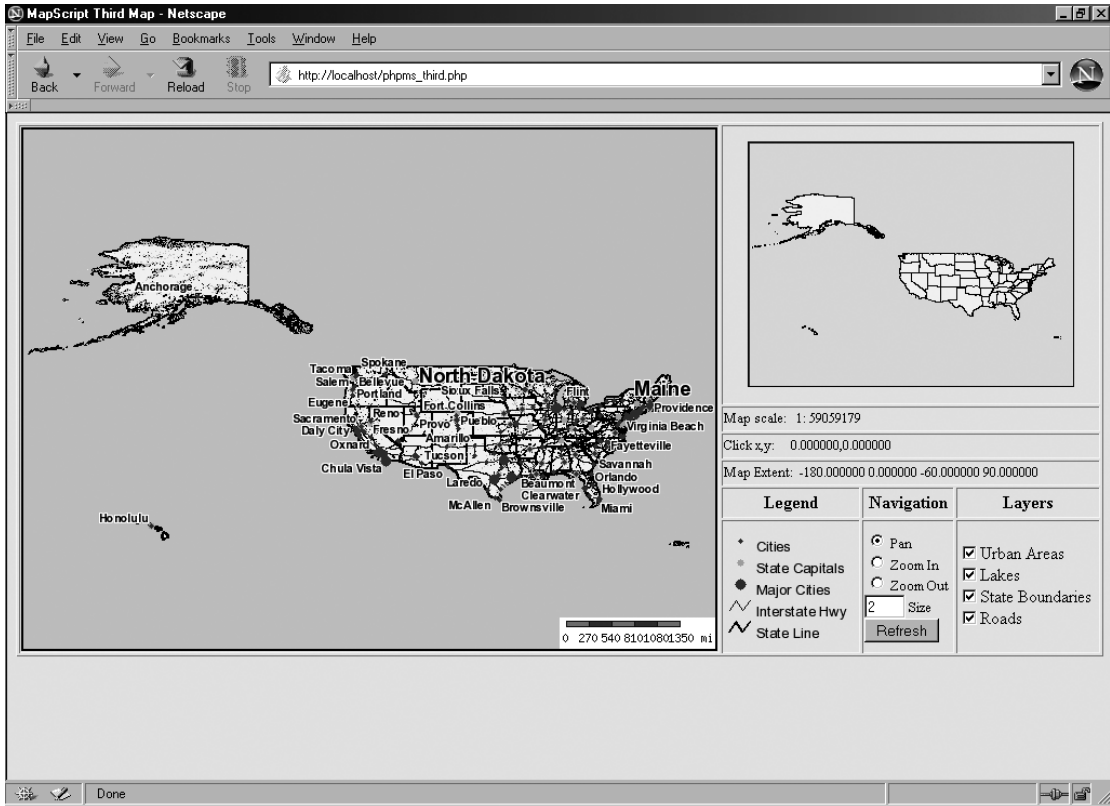 MapScript Third Map - Netscape
File Edit View Go Bookmarks Tools Window Help
Back Forward Reload Stop
http://localhost/phpms_third.php
Anchorage
Spokane
Tacoma
North Dakota
Salem Bellevue
Sioux Falls
Flint
Maine
Portland
Eugene
Fort Collins
Providence
Sacramento
Reno
Provo
Pueblo
Virginia Beach
Daly City
Fresno
Amarillo
Fayetteville
Oxnard
Tucson
Savannah
Chula Vista
El Paso
Orlando
Laredo
Beaumont
Hollywood
Clearwater
McAllen
Brownsville
Miami
Honolulu
0 270 540 81010801350 mi
Map scale: 1: 59059179
Click x,y: 0.000000,0.000000
Map Extent: -180.000000 0.000000 -60.000000 90.000000
Legend
Cities
State Capitals
Major Cities
Interstate Hwy
State Line
Navigation
Pan
Zoom In
Zoom Out
2 Size
Refresh
Layers
Urban Areas
Lakes
State Boundaries
Roads
Done